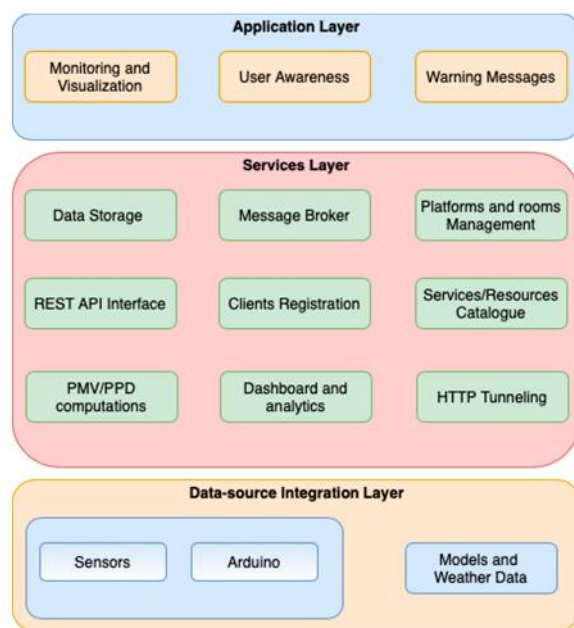 Application Layer
Monitoring and
Visualization
User Awareness
Warning Messages
Services Layer
Data Storage
Message Broker
Platforms and rooms
Management
REST API Interface
Clients Registration
Services/Resources
Catalogue
PMV/PPD
computations
Dashboard and
analytics
HTTP Tunneling
Data-source Integration Layer
Sensors
Arduino
Models and
Weather Data